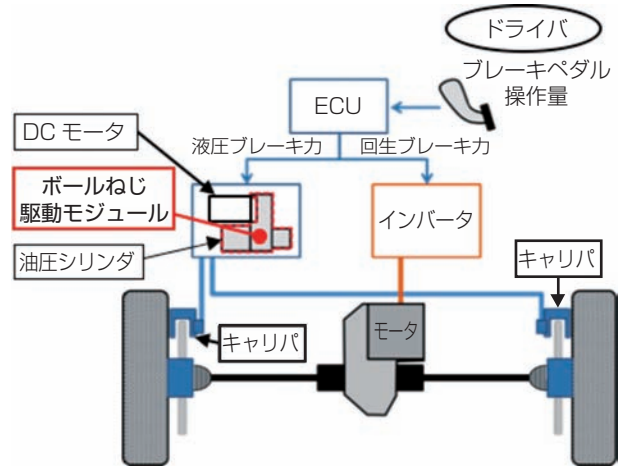 ドライバ
ブレーキペダル
操作量
ECU
DC モータ
液圧ブレーキ力
回生ブレーキ力
ボールねじ
駆動モジュール
インバータ
油圧シリンダ
キャリパ
キャリパ
モータ